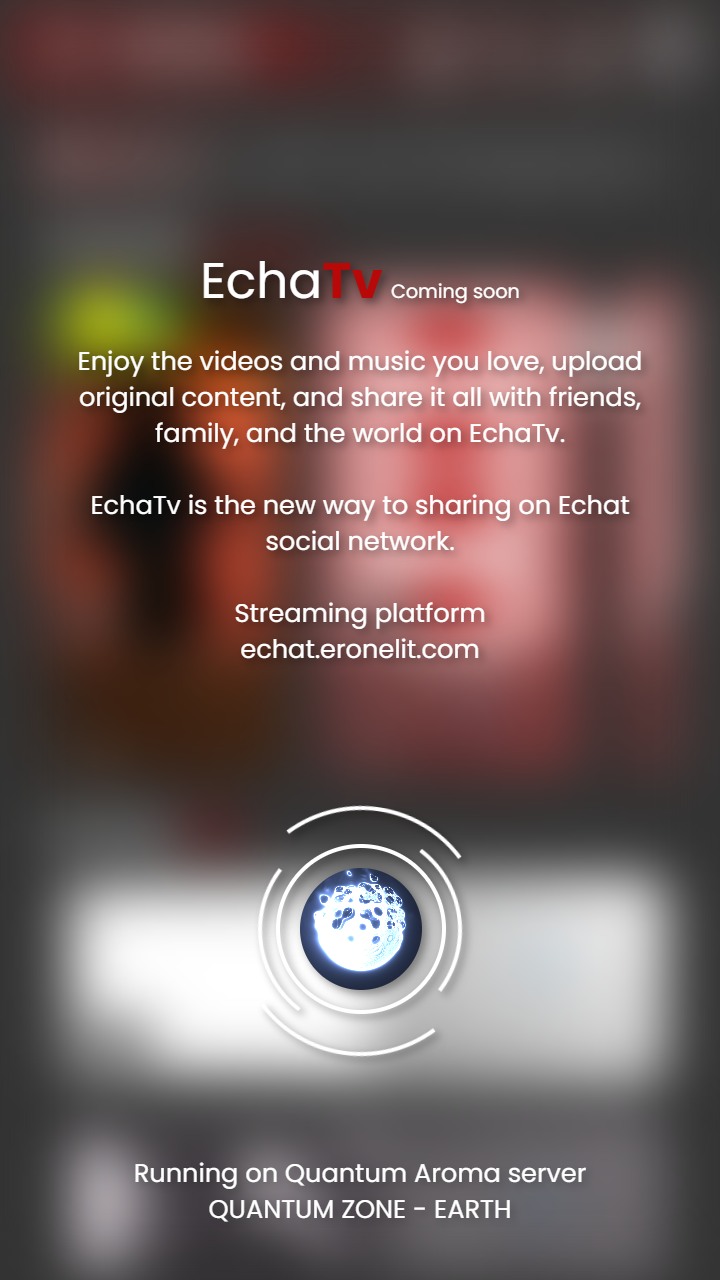 EchaTv Coming soon
Enjoy the videos and music you love, upload
original content, and share it all with friends,
family, and the world on EchaTv.
EchaTv is the new way to sharing on Echat
social network.
Streaming platform
echat.eronelit.com
Running on Quantum Aroma server
QUANTUM ZONE - EARTH